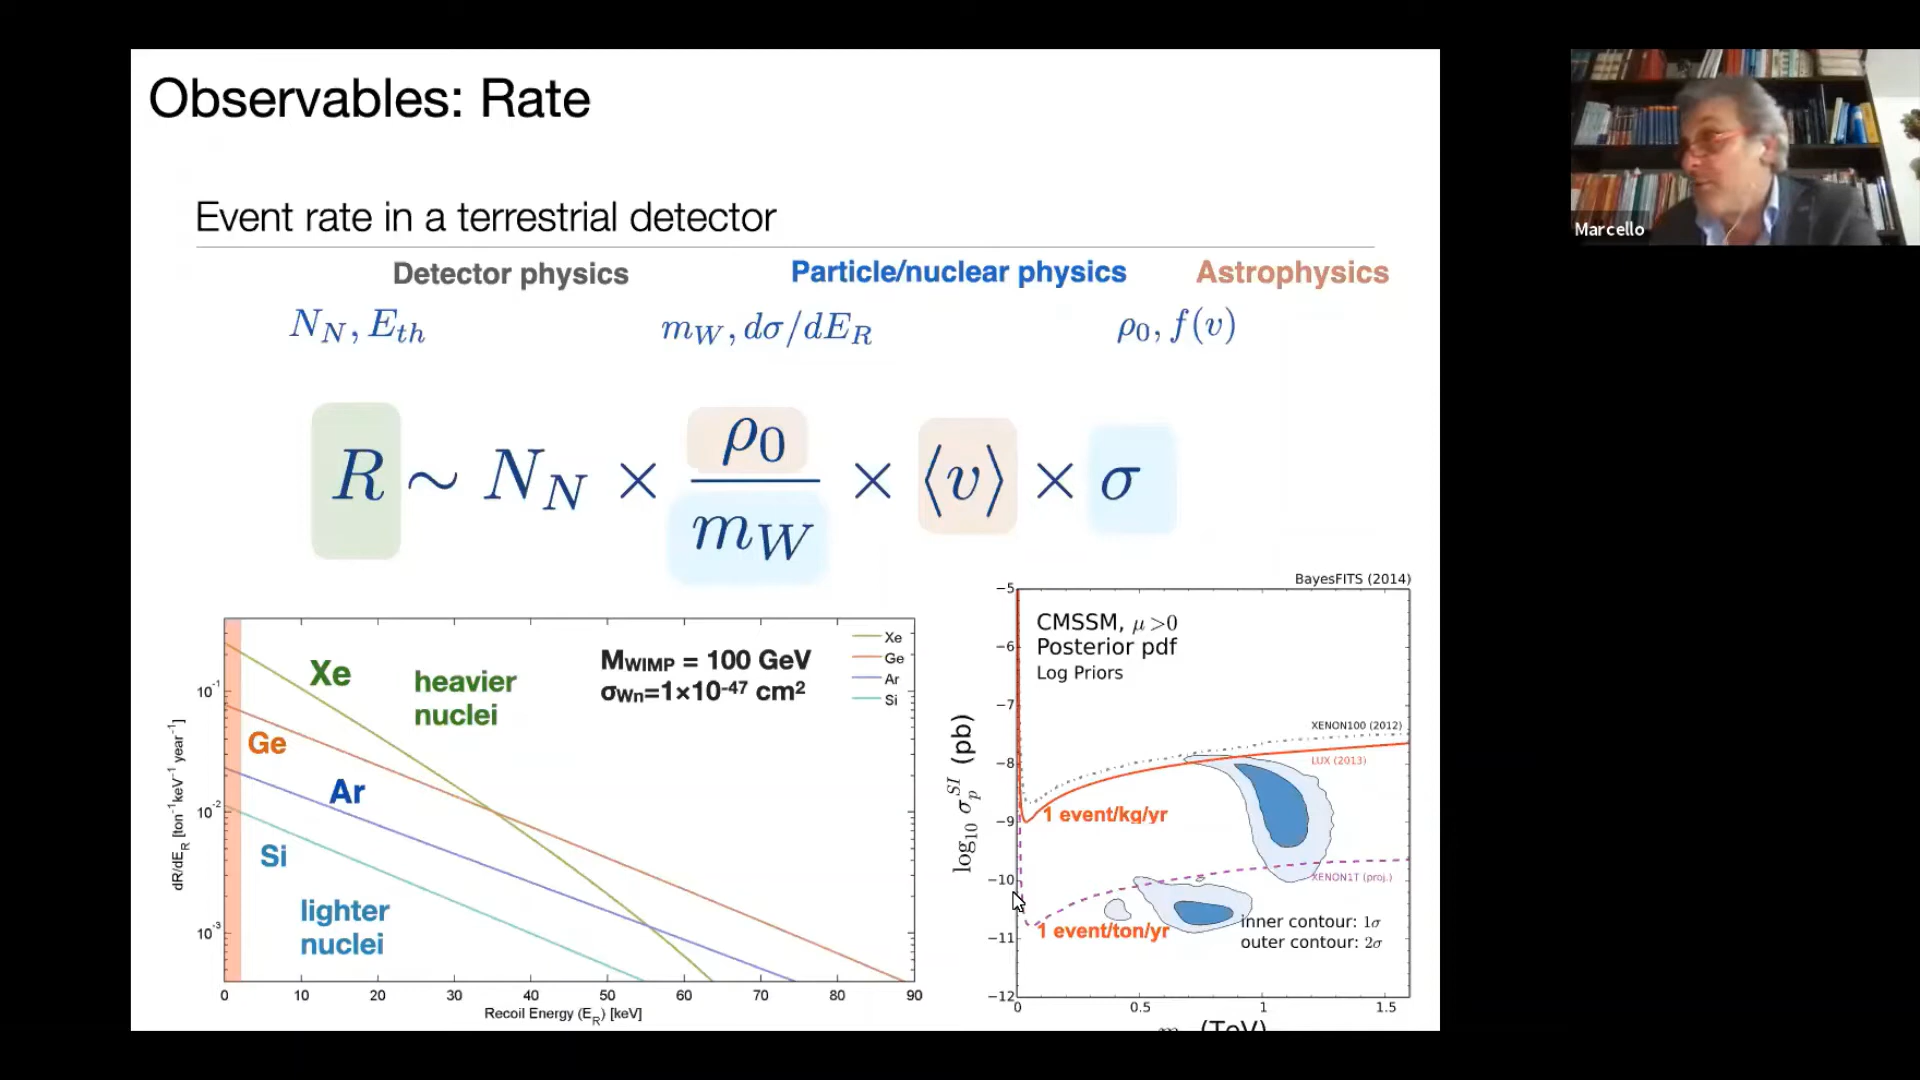 Observables: Rate
Marcello
Event rate in a terrestrial detector
Detector physics
Particle/nuclear physics
Astrophysics
N_N, E_th
m_W, dσ/dE_R
ρ_0, f(v)
R ∼ N_N × ρ_0/m_W × ⟨v⟩ × σ
Xe
heavier
nuclei
Ge
Ar
Si
lighter
nuclei
M_WIMP = 100 GeV
σ_Wn=1×10^-47 cm^2
Xe
Ge
Ar
Si
10^-1
10^-2
10^-3
dR/dE_R [ton^-1 keV^-1 year^-1]
0 10 20 30 40 50 60 70 80 90
Recoil Energy (E_R) [keV]
BayesFITS (2014)
CMSSM, μ>0
Posterior pdf
Log Priors
XENON100 (2012)
LUX (2013)
1 event/kg/yr
XENON1T (proj.)
1 event/ton/yr
inner contour: 1σ
outer contour: 2σ
−5
−6
−7
−8
−9
−10
−11
−12
log_10 σ_p^SI (pb)
0 0.5 1 1.5
(TeV)